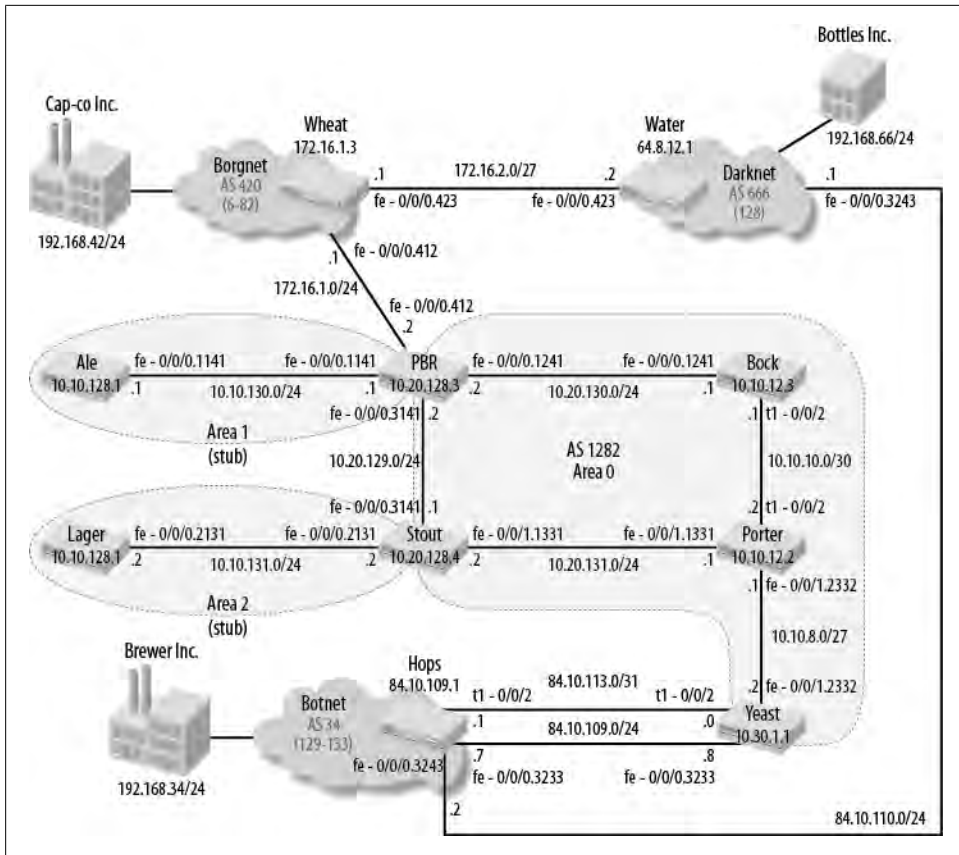 Bottles Inc.
Cap-co Inc.
Wheat
172.16.1.3
Water
64.8.12.1
192.168.66/24
Borgnet
AS 420
(6-82)
.1
172.16.2.0/27
.2
Darknet
AS 666
(128)
.1
fe - 0/0/0.423
fe - 0/0/0.423
fe - 0/0/0.3243
192.168.42/24
.1
fe - 0/0/0.412
172.16.1.0/24
fe - 0/0/0.412
.2
Ale
10.10.128.1
fe - 0/0/0.1141
fe - 0/0/0.1141
PBR
10.20.128.3
fe - 0/0/0.1241
fe - 0/0/0.1241
Bock
10.10.12.3
.1
10.10.130.0/24
.1
.2
10.20.130.0/24
.1
fe - 0/0/0.3141
.2
.1
t1 - 0/0/2
Area 1
(stub)
10.20.129.0/24
AS 1282
Area 0
10.10.10.0/30
fe - 0/0/0.3141
.1
.2
t1 - 0/0/2
Lager
10.10.128.1
fe - 0/0/0.2131
fe - 0/0/0.2131
Stout
10.20.128.4
fe - 0/0/1.1331
fe - 0/0/1.1331
Porter
10.10.12.2
.2
10.10.131.0/24
.2
.2
10.20.131.0/24
.1
.1
fe - 0/0/1.2332
Area 2
(stub)
10.10.8.0/27
Brewer Inc.
Hops
84.10.109.1
84.10.113.0/31
.2
fe - 0/0/1.2332
t1 - 0/0/2
t1 - 0/0/2
Yeast
10.30.1.1
Botnet
AS 34
(129-133)
.1
.0
84.10.109.0/24
fe - 0/0/0.3243
.7
.8
fe - 0/0/0.3233
fe - 0/0/0.3233
192.168.34/24
.2
84.10.110.0/24